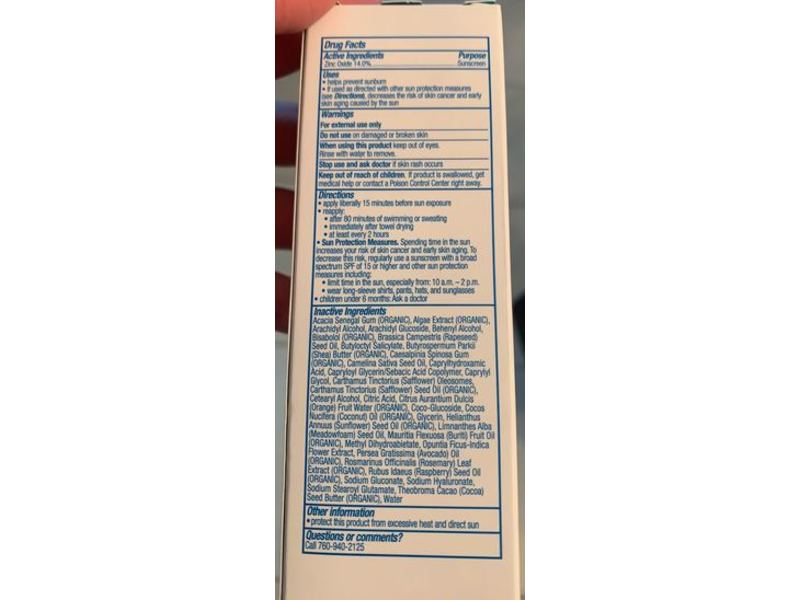 Drug Facts
Active Ingredients Purpose
Zinc Oxide 14.0% Sunscreen
Uses
• helps prevent sunburn
• if used as directed with other sun protection measures
(see Directions), decreases the risk of skin cancer and early
skin aging caused by the sun
Warnings
For external use only
Do not use on damaged or broken skin
When using this product keep out of eyes.
Rinse with water to remove.
Stop use and ask doctor if skin rash occurs
Keep out of reach of children. If product is swallowed, get
medical help or contact a Poison Control Center right away.
Directions
• apply liberally 15 minutes before sun exposure
• reapply:
• after 80 minutes of swimming or sweating
• immediately after towel drying
• at least every 2 hours
• Sun Protection Measures. Spending time in the sun
increases your risk of skin cancer and early skin aging. To
decrease this risk, regularly use a sunscreen with a broad
spectrum SPF of 15 or higher and other sun protection
measures including:
• limit time in the sun, especially from: 10 a.m. – 2 p.m.
• wear long-sleeve shirts, pants, hats, and sunglasses
• children under 6 months: Ask a doctor
Inactive Ingredients
Acacia Senegal Gum (ORGANIC), Algae Extract (ORGANIC),
Arachidyl Alcohol, Arachidyl Glucoside, Behenyl Alcohol,
Bisabolol (ORGANIC), Brassica Campestris (Rapeseed)
Seed Oil, Butyloctyl Salicylate, Butyrospermum Parkii
(Shea) Butter (ORGANIC), Caesalpinia Spinosa Gum
(ORGANIC), Camelina Sativa Seed Oil, Caprylhydroxamic
Acid, Capryloyl Glycerin/Sebacic Acid Copolymer, Caprylyl
Glycol, Carthamus Tinctorius (Safflower) Oleosomes,
Carthamus Tinctorius (Safflower) Seed Oil (ORGANIC),
Cetearyl Alcohol, Citric Acid, Citrus Aurantium Dulcis
(Orange) Fruit Water (ORGANIC), Coco-Glucoside, Cocos
Nucifera (Coconut) Oil (ORGANIC), Glycerin, Helianthus
Annuus (Sunflower) Seed Oil (ORGANIC), Limnanthes Alba
(Meadowfoam) Seed Oil, Mauritia Flexuosa (Buriti) Fruit Oil
(ORGANIC), Methyl Dihydroabietate, Opuntia Ficus-Indica
Flower Extract, Persea Gratissima (Avocado) Oil
(ORGANIC), Rosmarinus Officinalis (Rosemary) Leaf
Extract (ORGANIC), Rubus Idaeus (Raspberry) Seed Oil
(ORGANIC), Sodium Gluconate, Sodium Hyaluronate,
Sodium Stearoyl Glutamate, Theobroma Cacao (Cocoa)
Seed Butter (ORGANIC), Water
Other information
• protect this product from excessive heat and direct sun
Questions or comments?
Call 760-940-2125